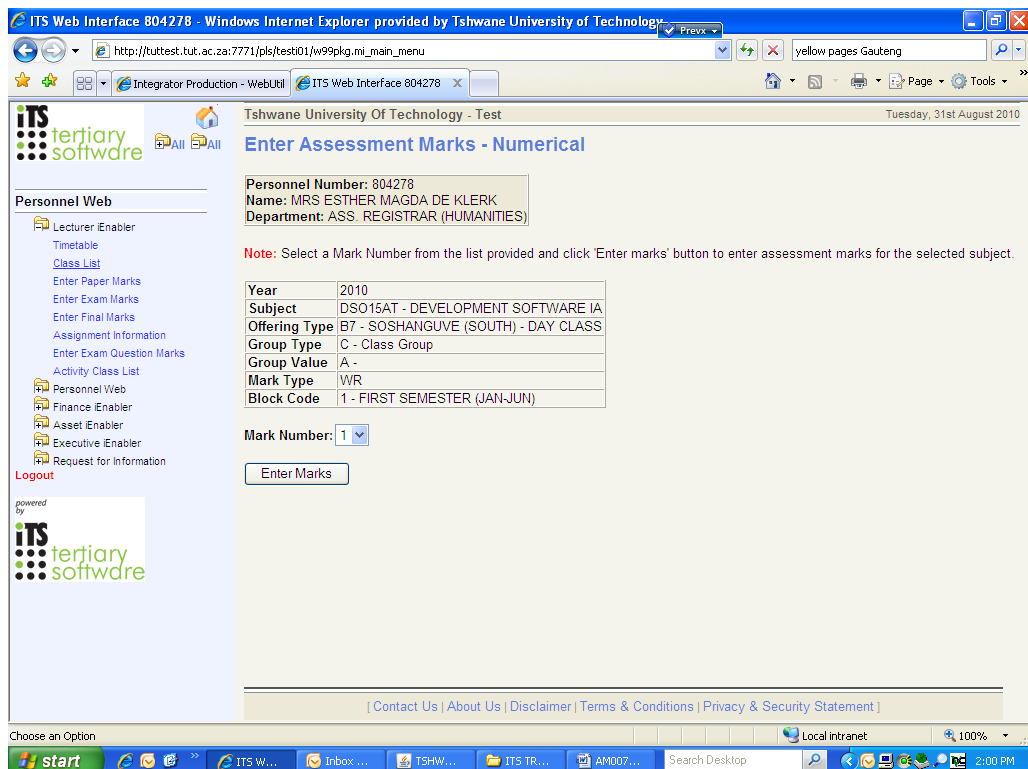 ITS Web Interface 804278 - Windows Internet Explorer provided by Tshwane University of Technology
Prevx
http://tuttest.tut.ac.za:7771/pls/testi01/w99pkg.mi_main_menu
yellow pages Gauteng
Integrator Production - WebUtil
ITS Web Interface 804278
X
Page
Tools
iTS tertiary software
All
All
Tshwane University Of Technology - Test
Tuesday, 31st August 2010
Enter Assessment Marks - Numerical
Personnel Number: 804278
Name: MRS ESTHER MAGDA DE KLERK
Department: ASS. REGISTRAR (HUMANITIES)
Note: Select a Mark Number from the list provided and click 'Enter marks' button to enter assessment marks for the selected subject.
Year 2010
Subject DSO15AT - DEVELOPMENT SOFTWARE IA
Offering Type B7 - SOSHANGUVE (SOUTH) - DAY CLASS
Group Type C - Class Group
Group Value A -
Mark Type WR
Block Code 1 - FIRST SEMESTER (JAN-JUN)
Mark Number: 1
Enter Marks
Personnel Web
Lecturer iEnabler
Timetable
Class List
Enter Paper Marks
Enter Exam Marks
Enter Final Marks
Assignment Information
Enter Exam Question Marks
Activity Class List
Personnel Web
Finance iEnabler
Asset iEnabler
Executive iEnabler
Request for Information
Logout
powered
by
iTS
tertiary
software
[ Contact Us | About Us | Disclaimer | Terms & Conditions | Privacy & Security Statement ]
Choose an Option
Local intranet
100%
start
ITS W...
Inbox ...
TSHW...
ITS TR...
AM007...
Search Desktop
2:00 PM